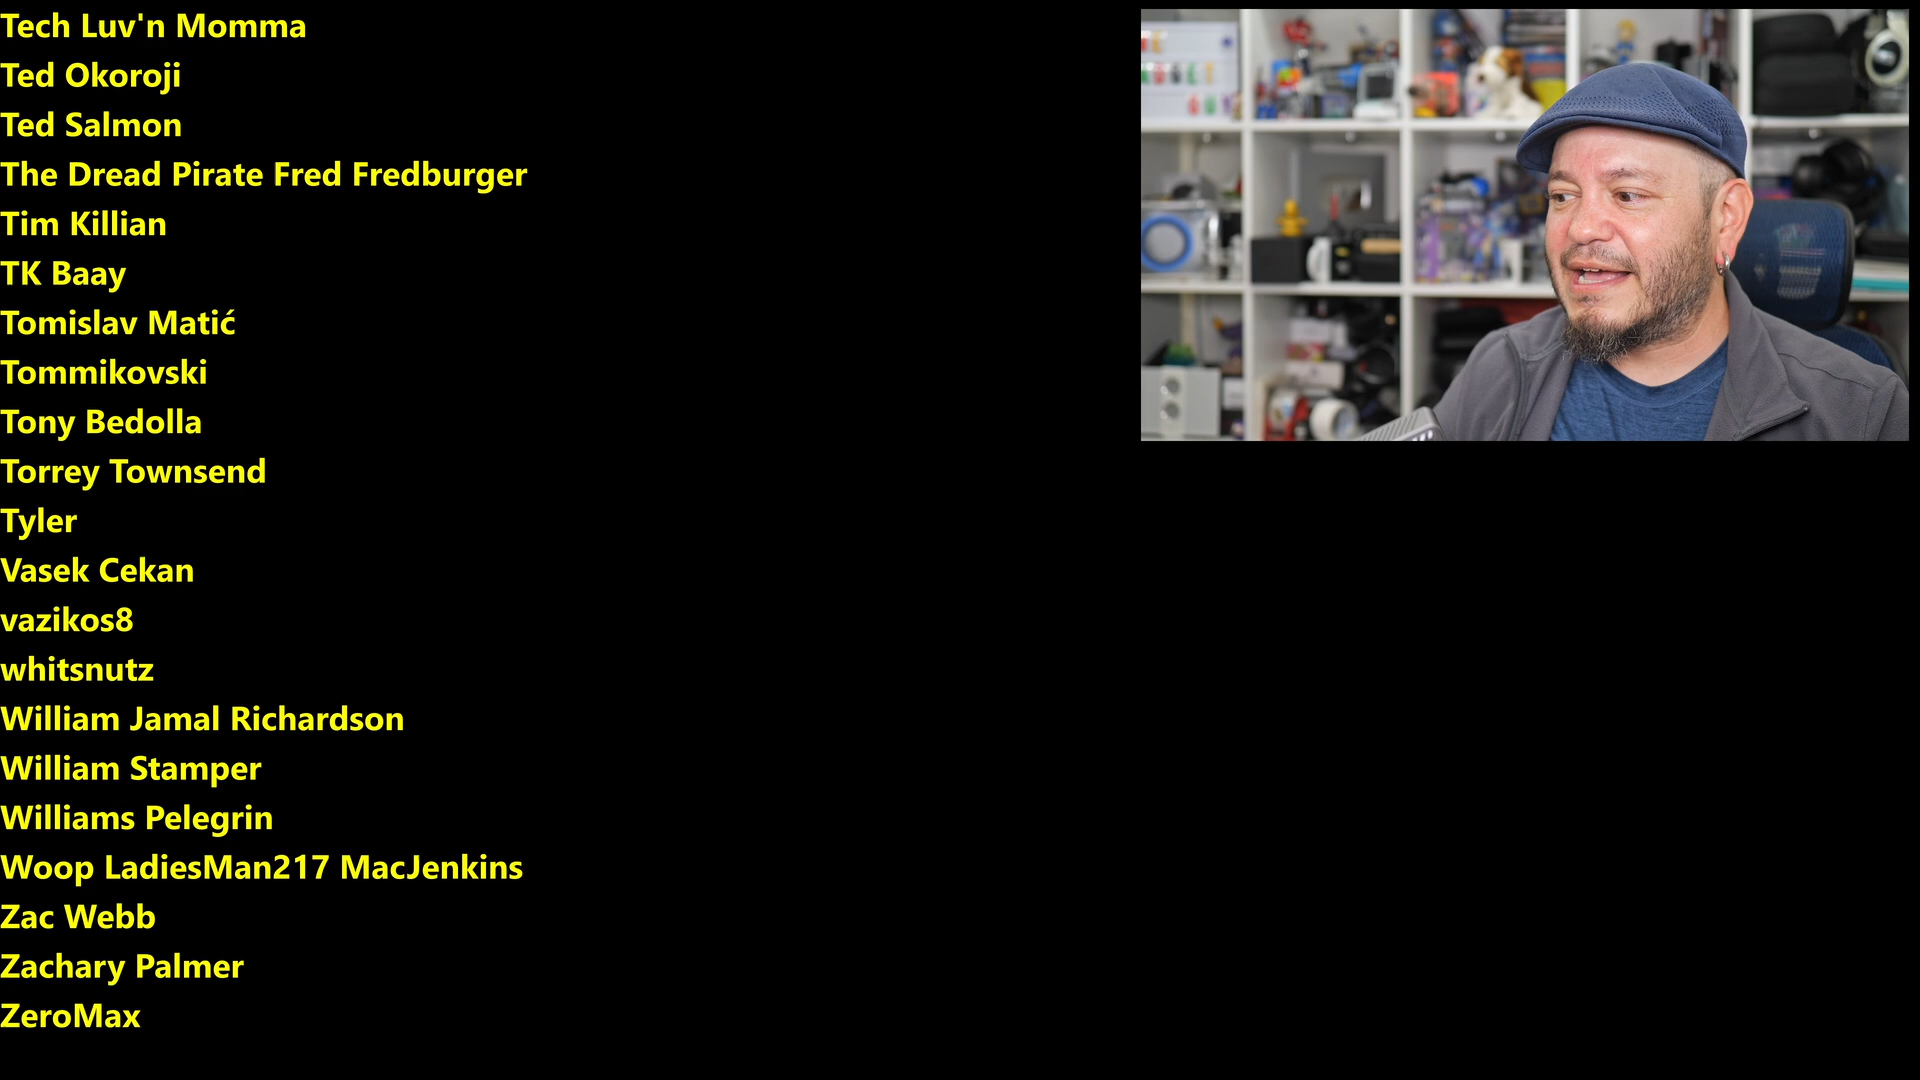 Tech Luv'n Momma
Ted Okoroji
Ted Salmon
The Dread Pirate Fred Fredburger
Tim Killian
TK Baay
Tomislav Matić
Tommikovski
Tony Bedolla
Torrey Townsend
Tyler
Vasek Cekan
vazikos8
whitsnutz
William Jamal Richardson
William Stamper
Williams Pelegrin
Woop LadiesMan217 MacJenkins
Zac Webb
Zachary Palmer
ZeroMax